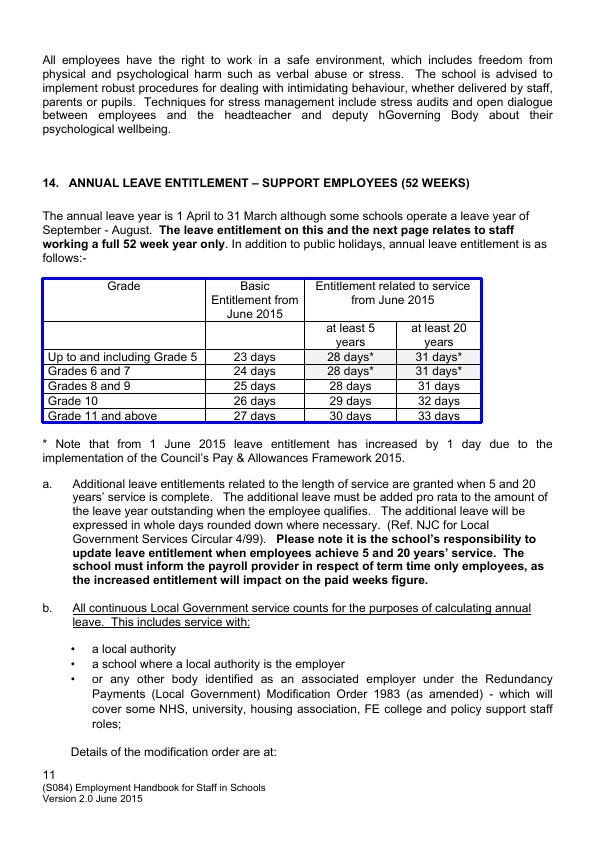 All employees have the right to work in a safe environment, which includes freedom from
physical and psychological harm such as verbal abuse or stress.  The school is advised to
implement robust procedures for dealing with intimidating behaviour, whether delivered by staff,
parents or pupils.  Techniques for stress management include stress audits and open dialogue
between employees and the headteacher and deputy hGoverning Body about their
psychological wellbeing.
14.  ANNUAL LEAVE ENTITLEMENT – SUPPORT EMPLOYEES (52 WEEKS)
The annual leave year is 1 April to 31 March although some schools operate a leave year of
September - August.  The leave entitlement on this and the next page relates to staff
working a full 52 week year only. In addition to public holidays, annual leave entitlement is as
follows:-
Grade Basic Entitlement related to service
Entitlement from from June 2015
June 2015
at least 5 at least 20
years years
Up to and including Grade 5 23 days 28 days* 31 days*
Grades 6 and 7 24 days 28 days* 31 days*
Grades 8 and 9 25 days 28 days 31 days
Grade 10 26 days 29 days 32 days
Grade 11 and above 27 days 30 days 33 days
* Note that from 1 June 2015 leave entitlement has increased by 1 day due to the
implementation of the Council's Pay & Allowances Framework 2015.
a. Additional leave entitlements related to the length of service are granted when 5 and 20
years' service is complete.  The additional leave must be added pro rata to the amount of
the leave year outstanding when the employee qualifies.  The additional leave will be
expressed in whole days rounded down where necessary.  (Ref. NJC for Local
Government Services Circular 4/99).  Please note it is the school's responsibility to
update leave entitlement when employees achieve 5 and 20 years' service.  The
school must inform the payroll provider in respect of term time only employees, as
the increased entitlement will impact on the paid weeks figure.
b. All continuous Local Government service counts for the purposes of calculating annual
leave.  This includes service with:
• a local authority
• a school where a local authority is the employer
• or any other body identified as an associated employer under the Redundancy
Payments (Local Government) Modification Order 1983 (as amended) - which will
cover some NHS, university, housing association, FE college and policy support staff
roles;
Details of the modification order are at:
11
(S084) Employment Handbook for Staff in Schools
Version 2.0 June 2015